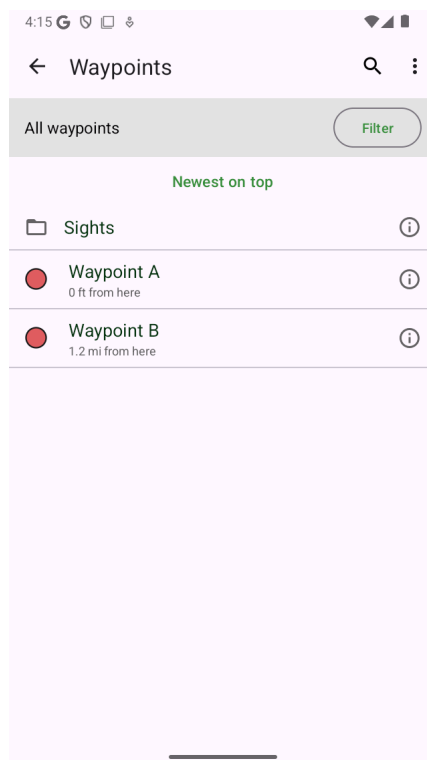 4:15
Waypoints
All waypoints
Filter
Newest on top
Sights
Waypoint A
0 ft from here
Waypoint B
1.2 mi from here